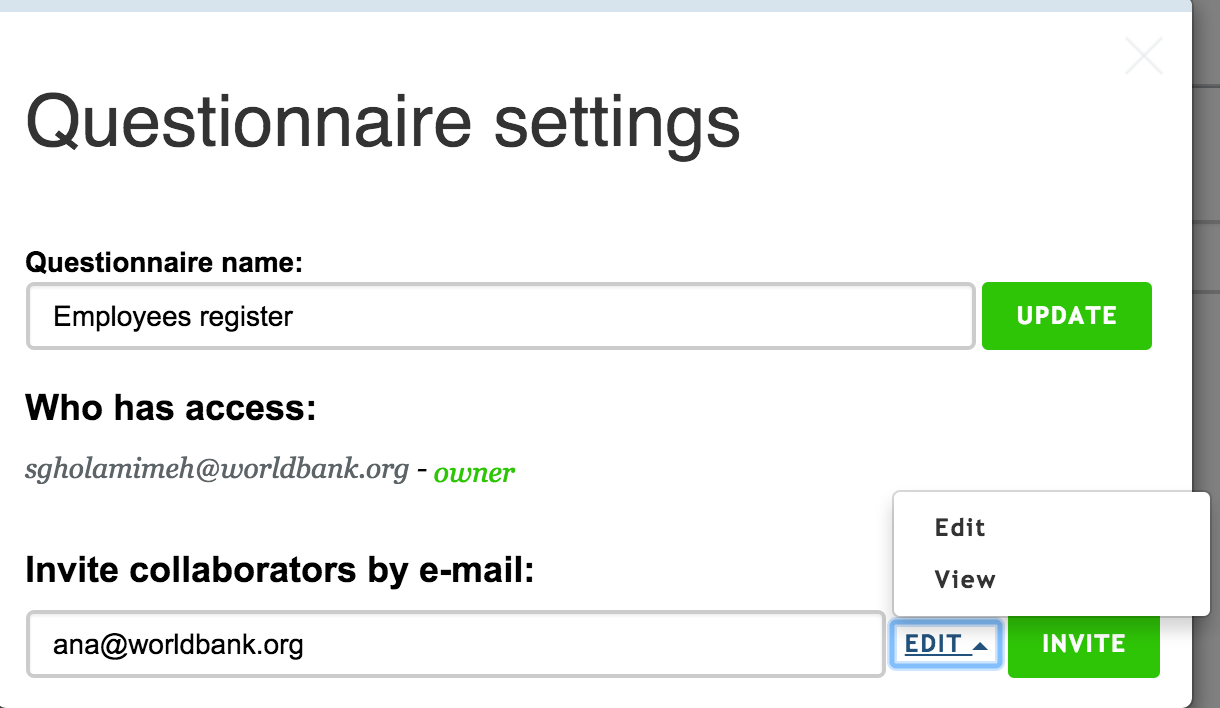 Questionnaire settings
Questionnaire name:
Employees register
UPDATE
Who has access:
sgholamimeh@worldbank.org - owner
Edit
View
Invite collaborators by e-mail:
ana@worldbank.org EDIT INVITE